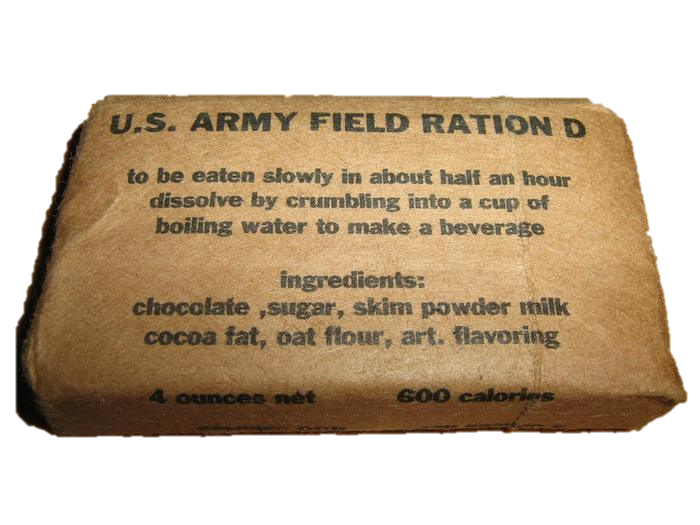 U.S. ARMY FIELD RATION D
to be eaten slowly in about half an hour
dissolve by crumbling into a cup of
boiling water to make a beverage
ingredients:
chocolate ,sugar, skim powder milk
cocoa fat, oat flour, art. flavoring
4 ounces net 600 calories